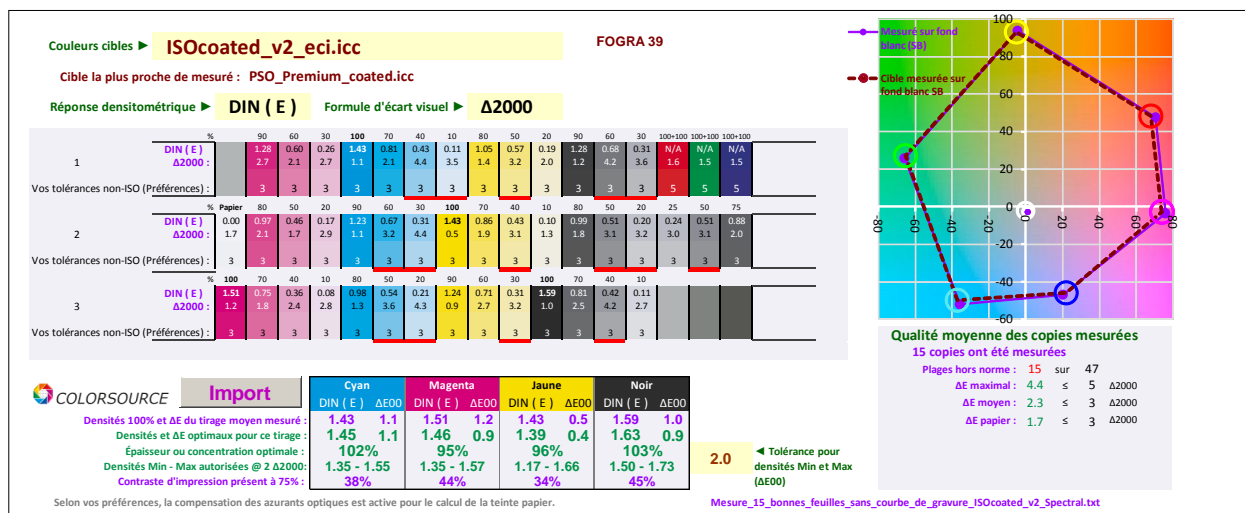 Couleurs cibles ► ISOcoated_v2_eci.icc FOGRA 39
Cible la plus proche de mesuré : PSO_Premium_coated.icc
Réponse densitométrique ► DIN ( E ) Formule d'écart visuel ► Δ2000
% 90 60 30 100 70 40 10 80 50 20 90 60 30 100+100 100+100 100+100
DIN ( E ) 1.28 0.60 0.26 1.43 0.81 0.43 0.11 1.05 0.57 0.19 1.28 0.68 0.31 N/A N/A N/A
1 Δ2000 : 2.7 2.1 2.7 1.1 2.1 4.4 3.5 1.4 3.2 2.0 1.2 4.2 3.6 1.6 1.5 1.5
Vos tolérances non-ISO (Préférences) : 3 3 3 3 3 3 3 3 3 3 3 3 3 5 5 5
% Papier 80 50 20 90 60 30 100 70 40 10 80 50 20 25 50 75
DIN ( E ) 0.00 0.97 0.46 0.17 1.23 0.67 0.31 1.43 0.86 0.43 0.10 0.99 0.51 0.20 0.24 0.51 0.88
2 Δ2000 : 1.7 2.1 1.7 2.9 1.1 3.2 4.4 0.5 1.9 3.1 1.3 1.8 3.1 3.2 3.0 3.1 2.0
Vos tolérances non-ISO (Préférences) : 3 3 3 3 3 3 3 3 3 3 3 3 3 3 3 3
% 100 70 40 10 80 50 20 90 60 30 100 70 40 10
DIN ( E ) 1.51 0.75 0.36 0.08 0.98 0.54 0.21 1.24 0.71 0.31 1.59 0.81 0.42 0.11
3 Δ2000 : 1.2 1.8 2.4 2.8 1.3 3.6 4.3 0.9 2.7 3.2 1.0 2.5 4.2 2.7
Vos tolérances non-ISO (Préférences) : 3 3 3 3 3 3 3 3 3 3 3 3 3 3
COLORSOURCE Import
Cyan Magenta Jaune Noir
DIN ( E ) ΔE00 DIN ( E ) ΔE00 DIN ( E ) ΔE00 DIN ( E ) ΔE00
Densités 100% et ΔE du tirage moyen mesuré : 1.43 1.1 1.51 1.2 1.43 0.5 1.59 1.0
Densités et ΔE optimaux pour ce tirage : 1.45 1.1 1.46 0.9 1.39 0.4 1.63 0.9
Épaisseur ou concentration optimale : 102% 95% 96% 103%
Densités Min - Max autorisées @ 2 Δ2000: 1.35 - 1.55 1.35 - 1.57 1.17 - 1.66 1.50 - 1.73
Contraste d'impression présent à 75% : 38% 44% 34% 45%
2.0 ◄ Tolérance pour
densités Min et Max
(ΔE00)
Selon vos préférences, la compensation des azurants optiques est active pour le calcul de la teinte papier.
Mesure_15_bonnes_feuilles_sans_courbe_de_gravure_ISOcoated_v2_Spectral.txt
Mesuré sur fond
blanc (SB)
Cible mesurée sur
fond blanc SB
100
80
60
40
20
0
-20
-40
-60
-80 -60 -40 -20 0 20 40 60 80
Qualité moyenne des copies mesurées
15 copies ont été mesurées
Plages hors norme : 15 sur 47
ΔE maximal : 4.4 ≤ 5 Δ2000
ΔE moyen : 2.3 ≤ 3 Δ2000
ΔE papier : 1.7 ≤ 3 Δ2000